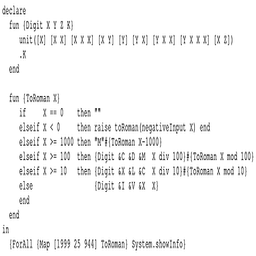 declare
fun {Digit X Y Z K}
unit([X] [X X] [X X X] [X Y] [Y] [Y X] [Y X X] [Y X X X] [X Z])
.K
end
fun {ToRoman X}
if X == 0 then ""
elseif X < 0 then raise toRoman(negativeInput X) end
elseif X >= 1000 then "M"#{ToRoman X-1000}
elseif X >= 100 then {Digit &C &D &M X div 100}#{ToRoman X mod 100}
elseif X >= 10 then {Digit &X &L &C X div 10}#{ToRoman X mod 10}
else {Digit &I &V &X X}
end
end
in
{ForAll {Map [1999 25 944] ToRoman} System.showInfo}